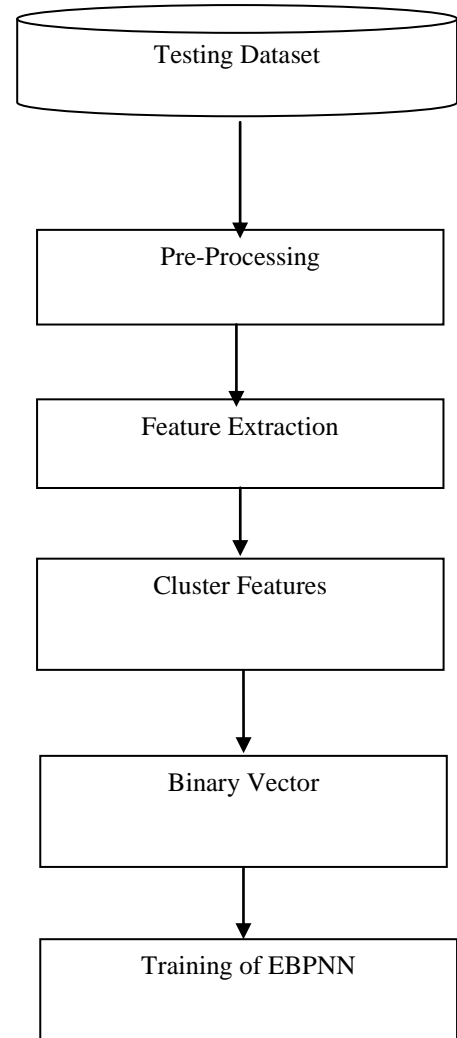 Testing Dataset
Pre-Processing
Feature Extraction
Cluster Features
Binary Vector
Training of EBPNN